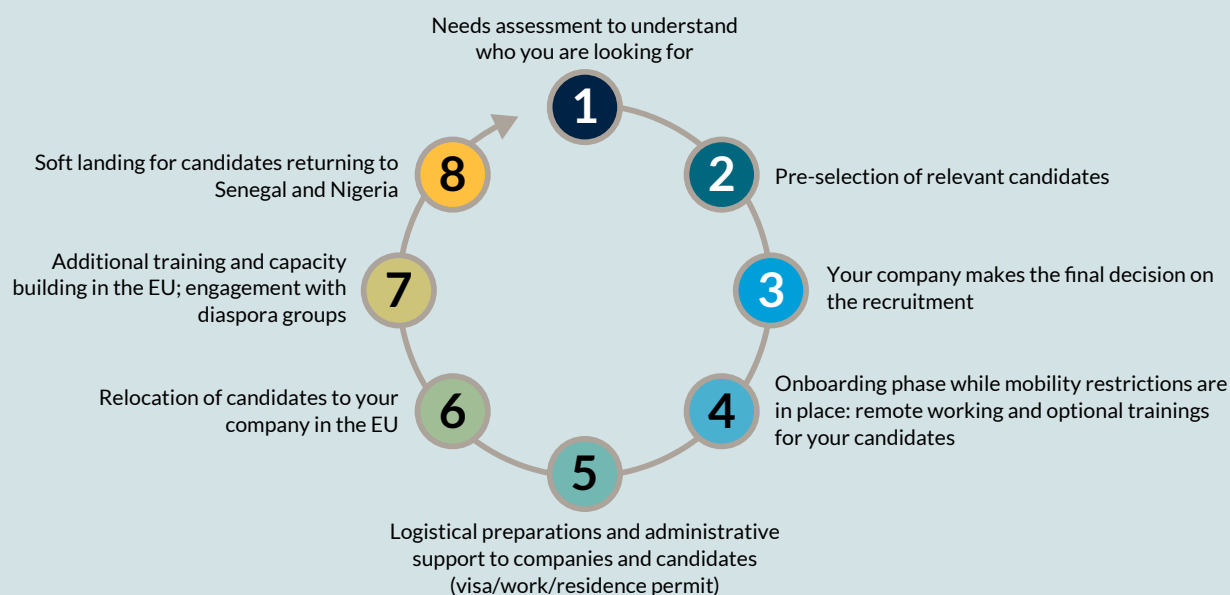 1
Needs assessment to understand
who you are looking for
2
Pre-selection of relevant candidates
3
Your company makes the final decision on
the recruitment
4
Onboarding phase while mobility restrictions are
in place: remote working and optional trainings
for your candidates
5
Logistical preparations and administrative
support to companies and candidates
(visa/work/residence permit)
6
Relocation of candidates to your
company in the EU
7
Additional training and capacity
building in the EU; engagement with
diaspora groups
8
Soft landing for candidates returning to
Senegal and Nigeria